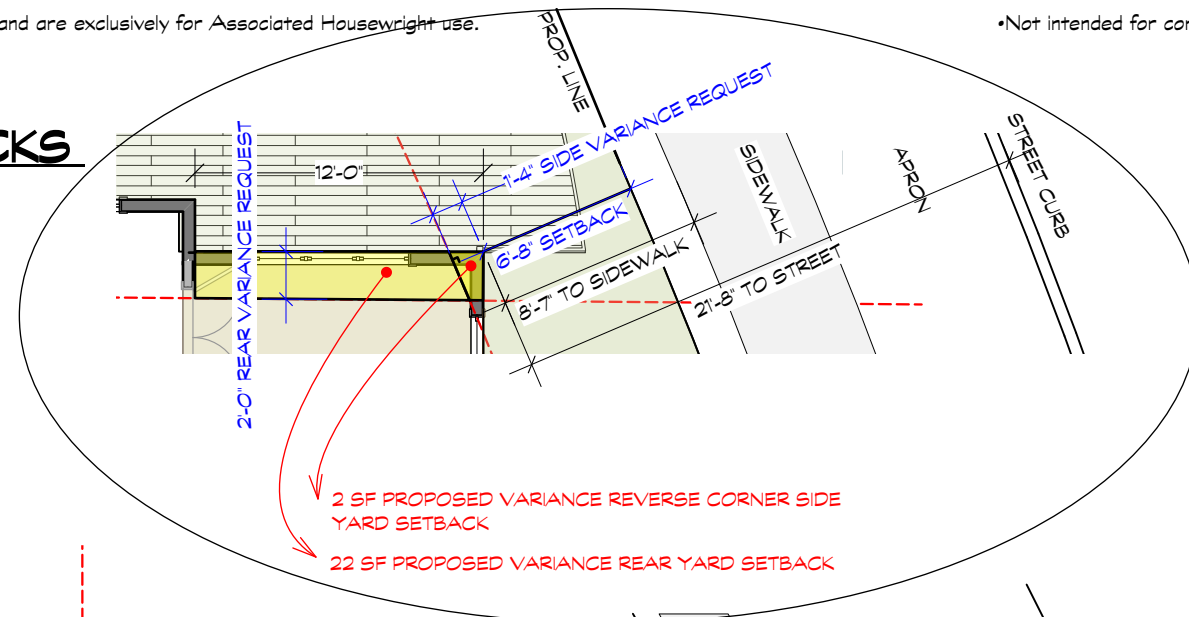 and are exclusively for Associated Housewright use.
•Not intended for con
CKS
PROP. LINE
1'-4" SIDE VARIANCE REQUEST
STREET CURB
SIDEWALK
APRON
2'-0" REAR VARIANCE REQUEST
12'-0"
6'-8" SETBACK
8'-7" TO SIDEWALK
21'-8" TO STREET
2 SF PROPOSED VARIANCE REVERSE CORNER SIDE
YARD SETBACK
22 SF PROPOSED VARIANCE REAR YARD SETBACK